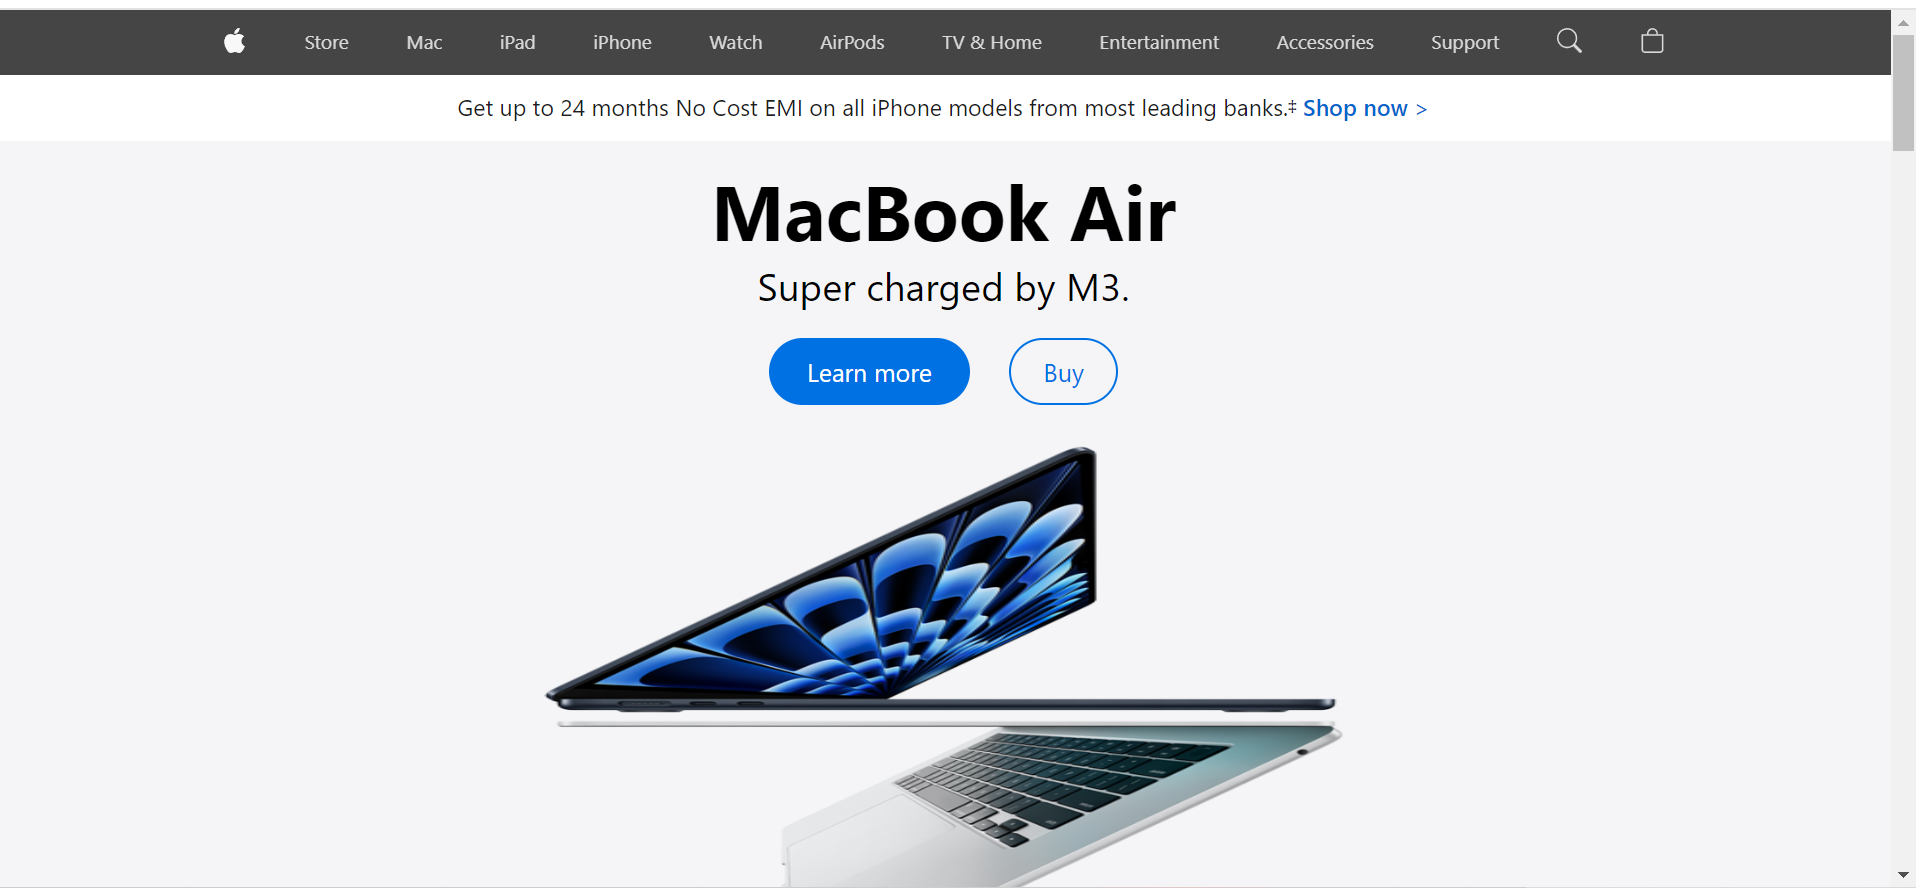 Store Mac iPad iPhone Watch AirPods TV & Home Entertainment Accessories Support
Get up to 24 months No Cost EMI on all iPhone models from most leading banks.‡ Shop now >
MacBook Air
Super charged by M3.
Learn more Buy